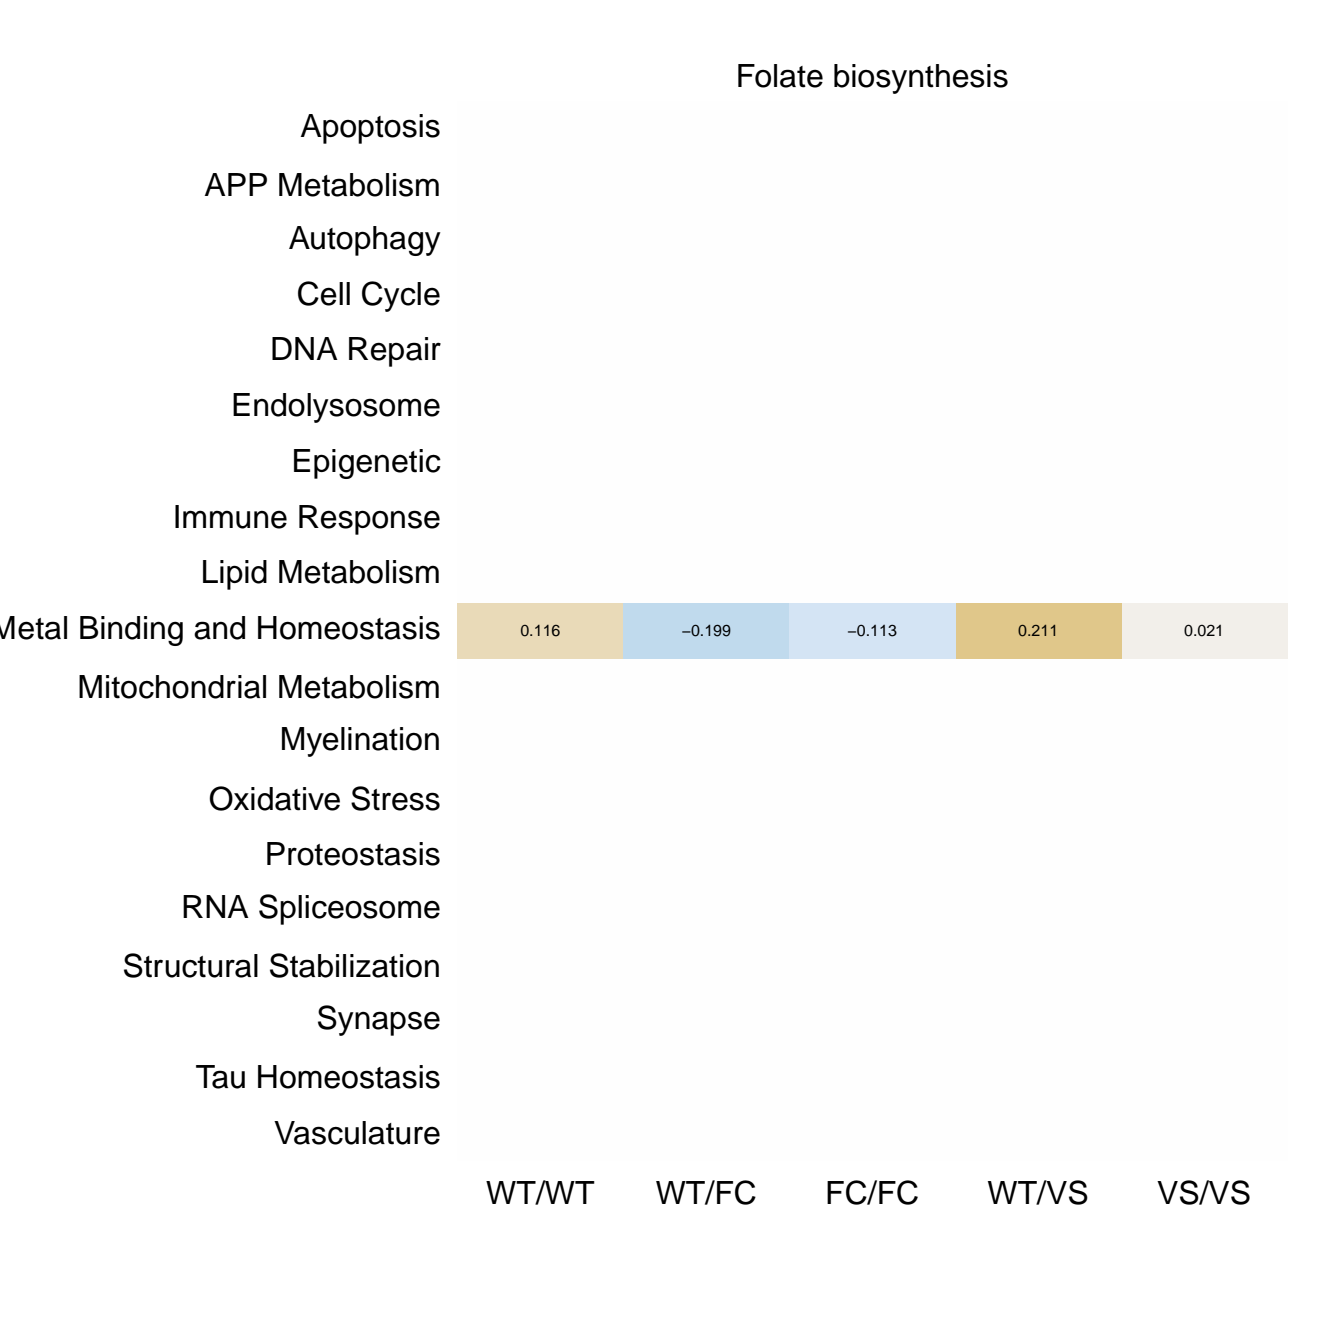 Folate biosynthesis
Apoptosis
APP Metabolism
Autophagy
Cell Cycle
DNA Repair
Endolysosome
Epigenetic
Immune Response
Lipid Metabolism
Metal Binding and Homeostasis 0.116 −0.199 −0.113 0.211 0.021
Mitochondrial Metabolism
Myelination
Oxidative Stress
Proteostasis
RNA Spliceosome
Structural Stabilization
Synapse
Tau Homeostasis
Vasculature
WT/WT WT/FC FC/FC WT/VS VS/VS